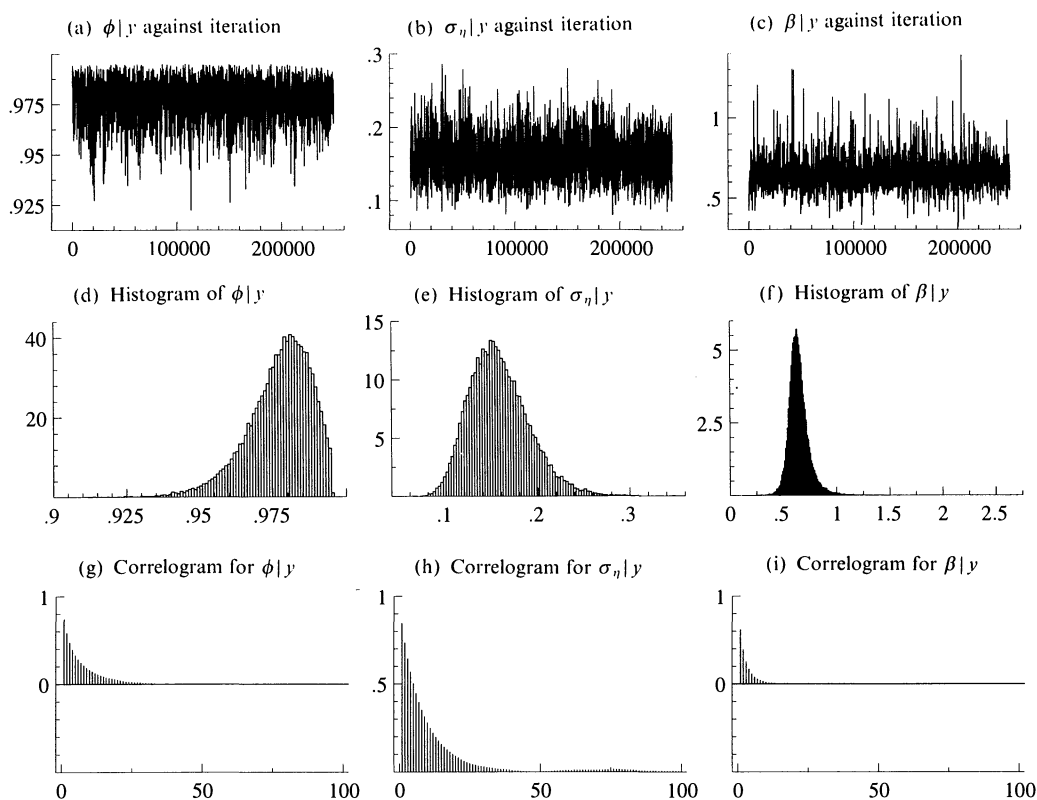 (a) ϕ|y against iteration
(b) σ_η|y against iteration
(c) β|y against iteration
.975
.95
.925
0 100000 200000
.3
.2
.1
0 100000 200000
1
.5
0 100000 200000
(d) Histogram of ϕ|y
(e) Histogram of σ_η|y
(f) Histogram of β|y
40
20
.9 .925 .95 .975
15
10
5
.1 .2 .3
5
2.5
0 .5 1 1.5 2 2.5
(g) Correlogram for ϕ|y
(h) Correlogram for σ_η|y
(i) Correlogram for β|y
1
0
0 50 100
1
.5
0 50 100
1
0
0 50 100